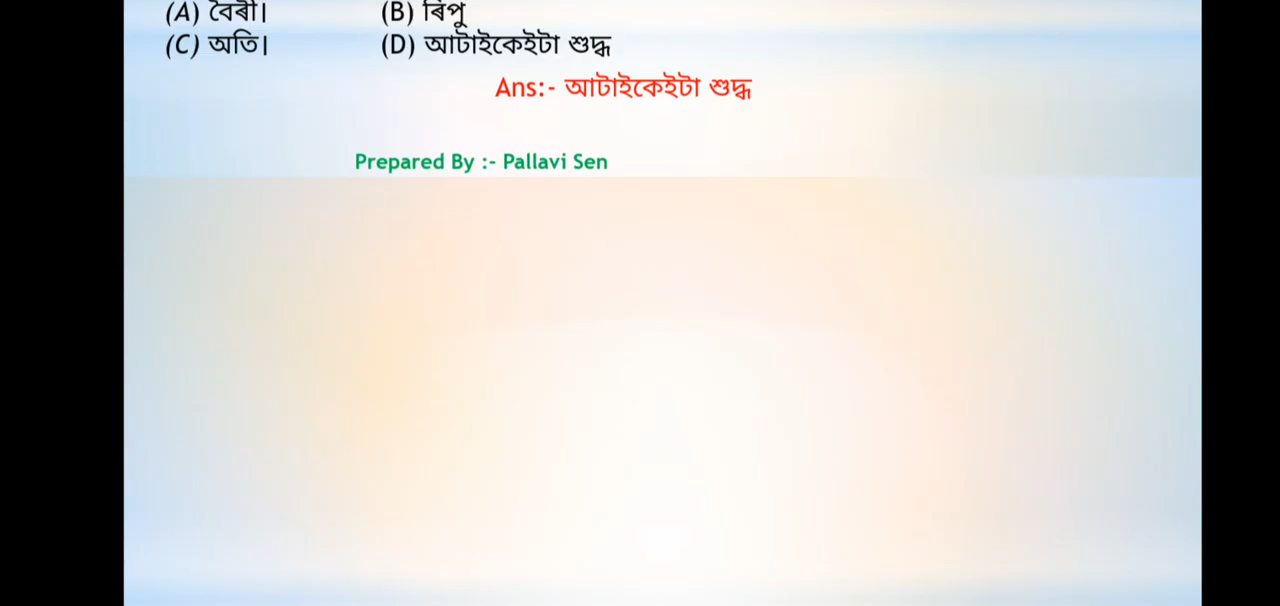 (A) বৈৰী। (B) ৰিপু
(C) অতি। (D) আটাইকেইটা শুদ্ধ
Ans:- আটাইকেইটা শুদ্ধ
Prepared By :- Pallavi Sen